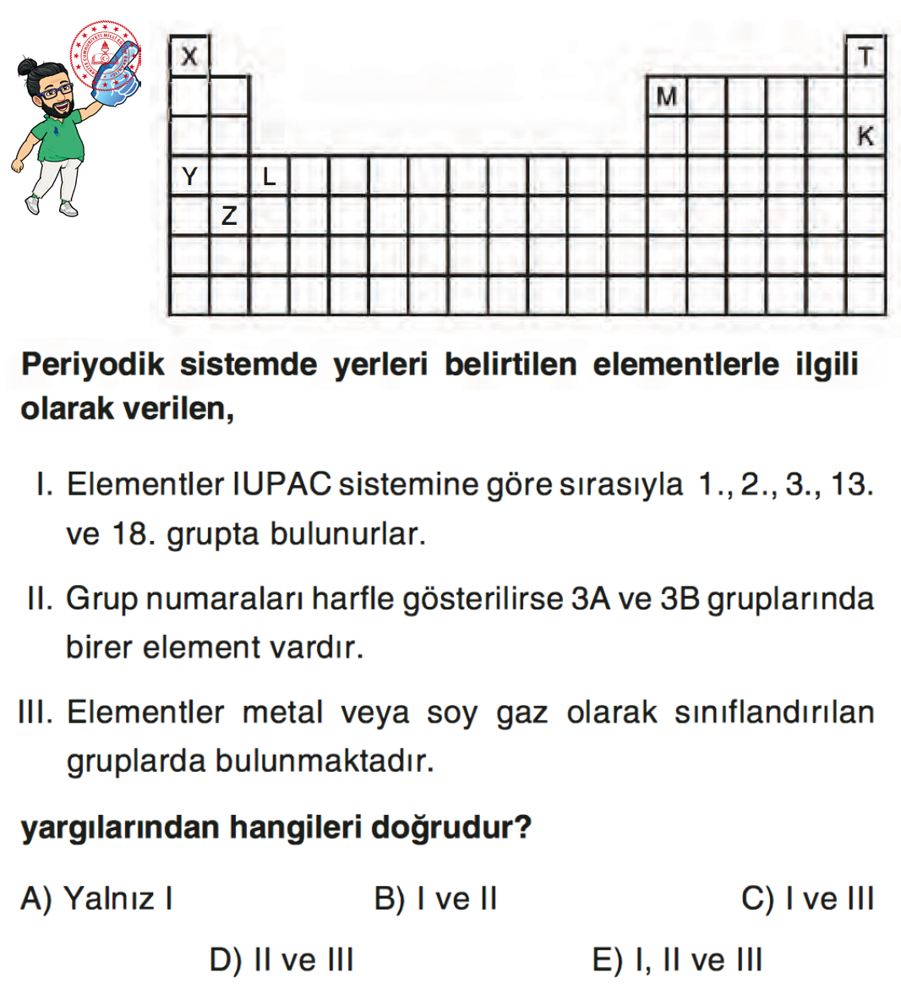 X T
M
K
Y L
Z
Periyodik sistemde yerleri belirtilen elementlerle ilgili
olarak verilen,
I. Elementler IUPAC sistemine göre sırasıyla 1., 2., 3., 13.
ve 18. grupta bulunurlar.
II. Grup numaraları harfle gösterilirse 3A ve 3B gruplarında
birer element vardır.
III. Elementler metal veya soy gaz olarak sınıflandırılan
gruplarda bulunmaktadır.
yargılarından hangileri doğrudur?
A) Yalnız I B) I ve II C) I ve III
D) II ve III E) I, II ve III